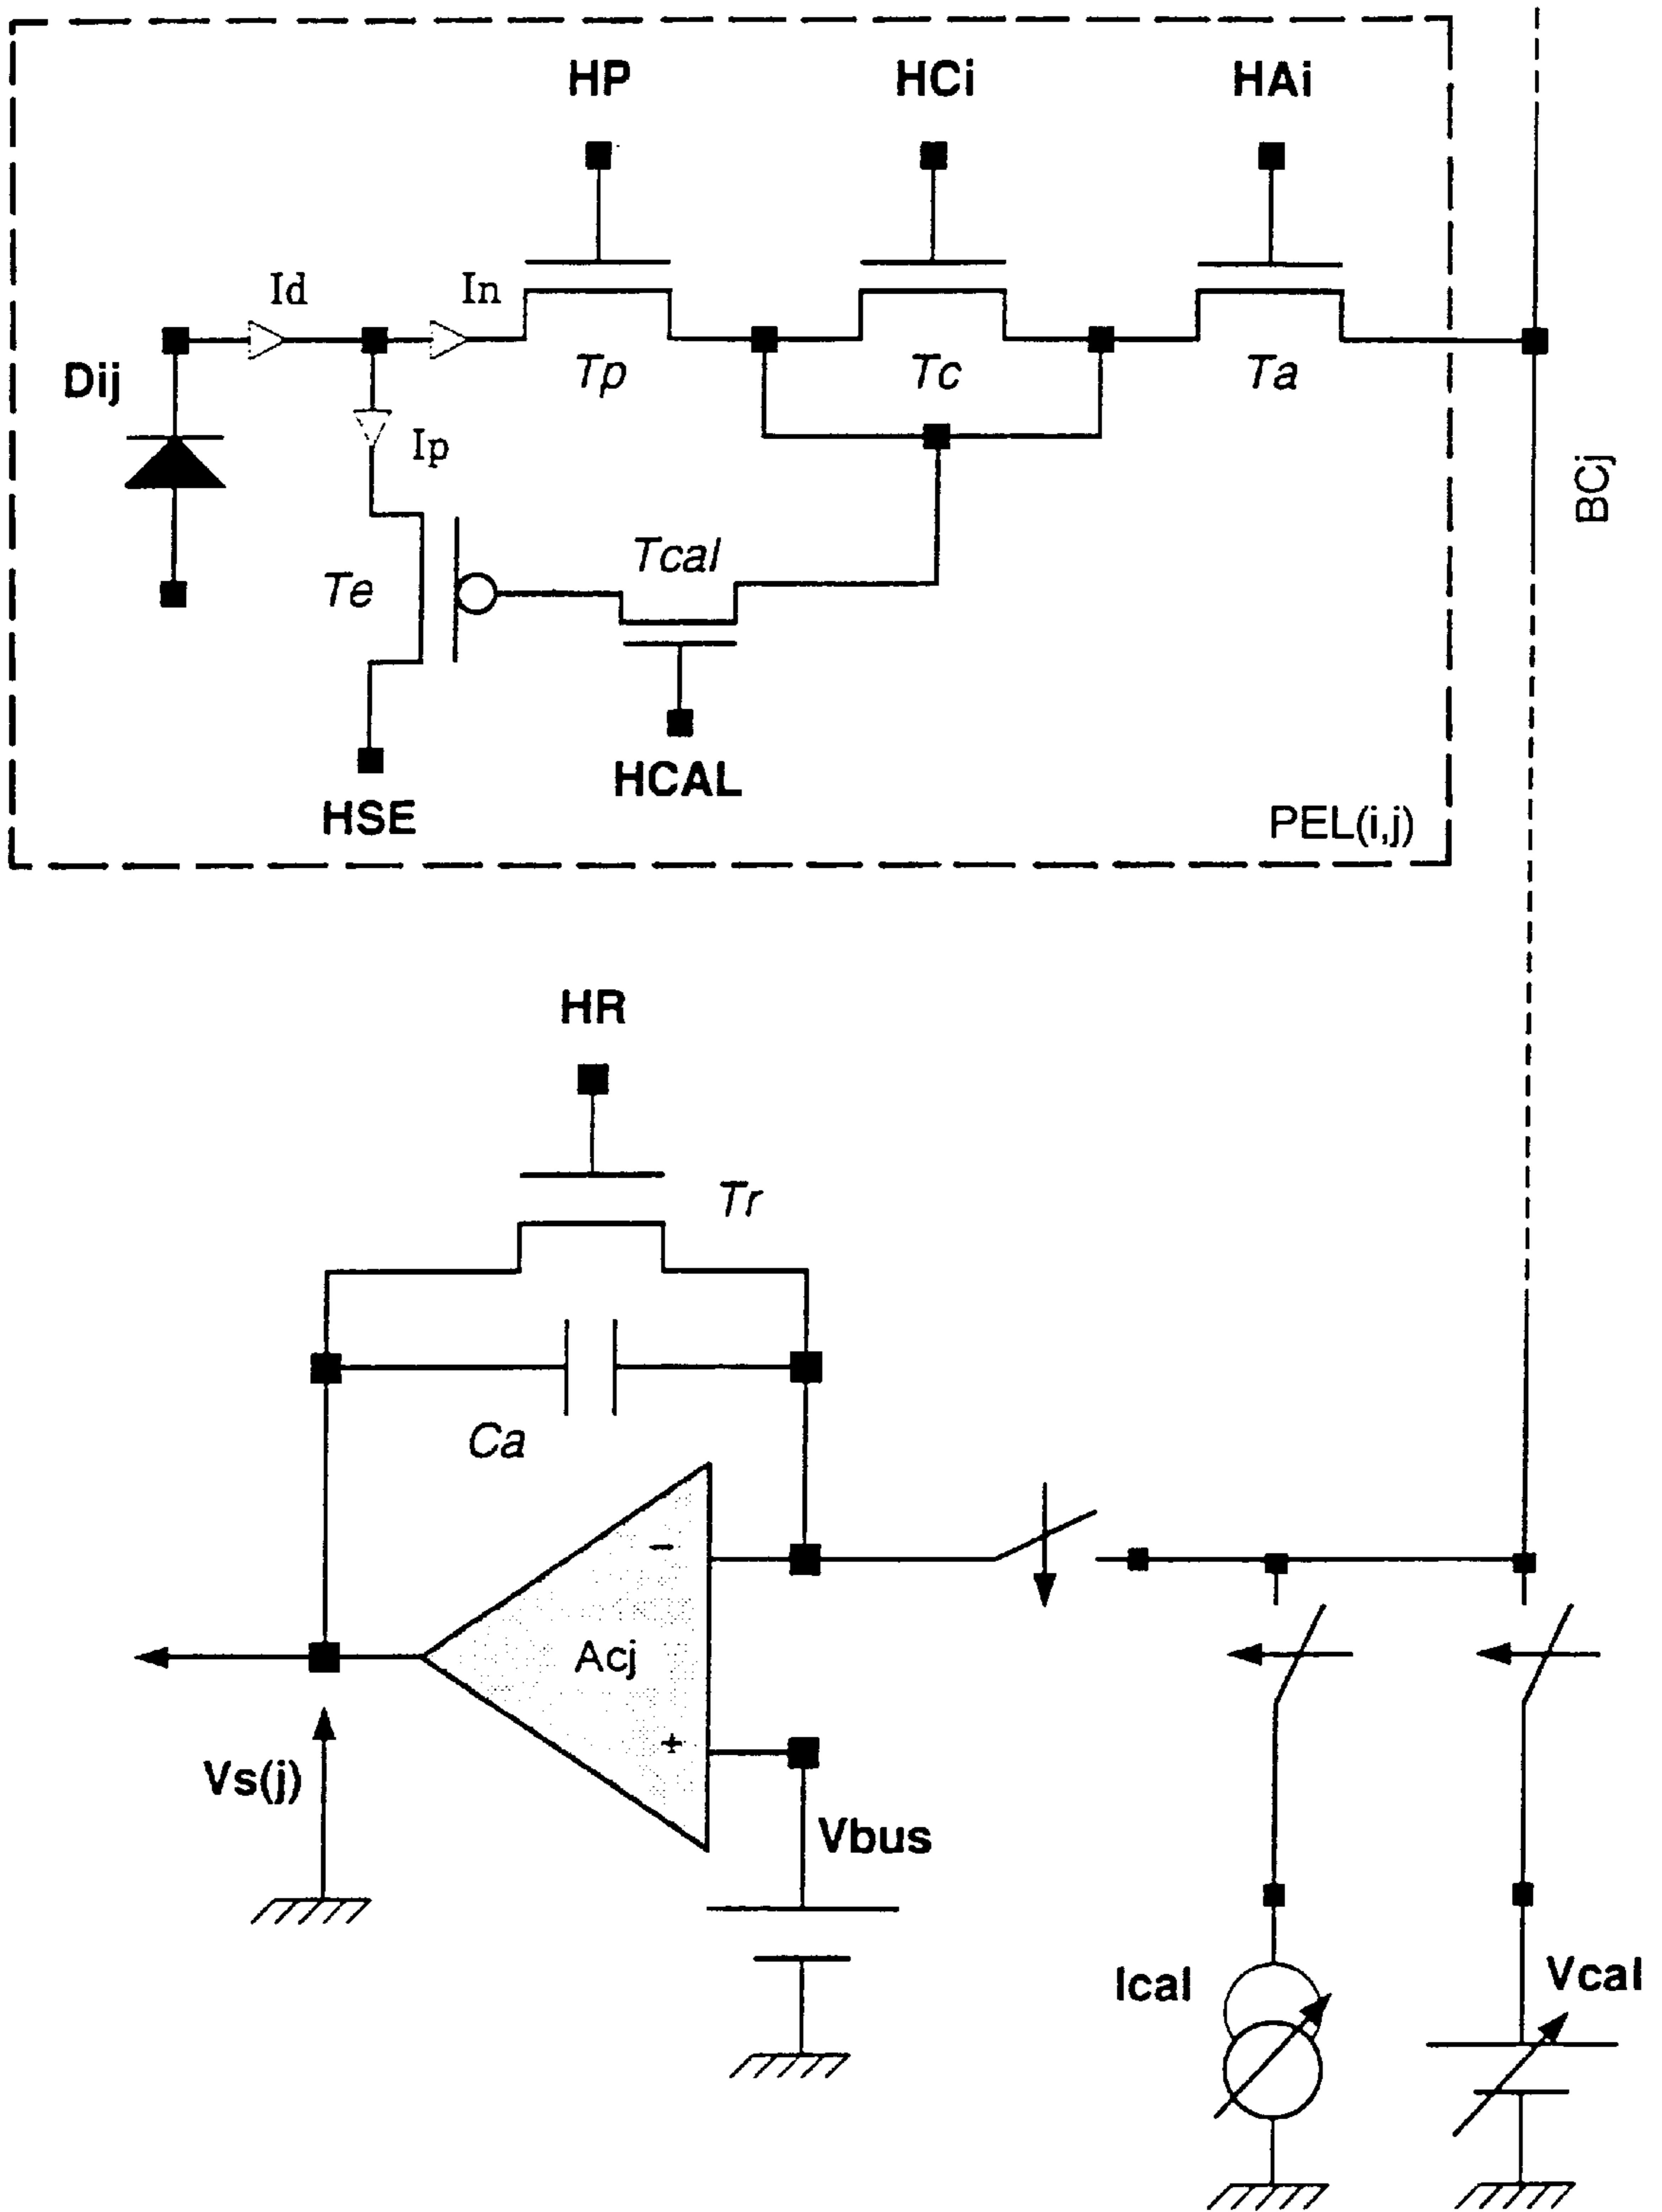 HP
HCi
HAi
Id
In
Dij
Tp
Tc
Ta
Ip
BCj
Te
Tcal
HSE
HCAL
PEL(i,j)
HR
Tr
Ca
−
Acj
+
Vs(j)
Vbus
Ical
Vcal